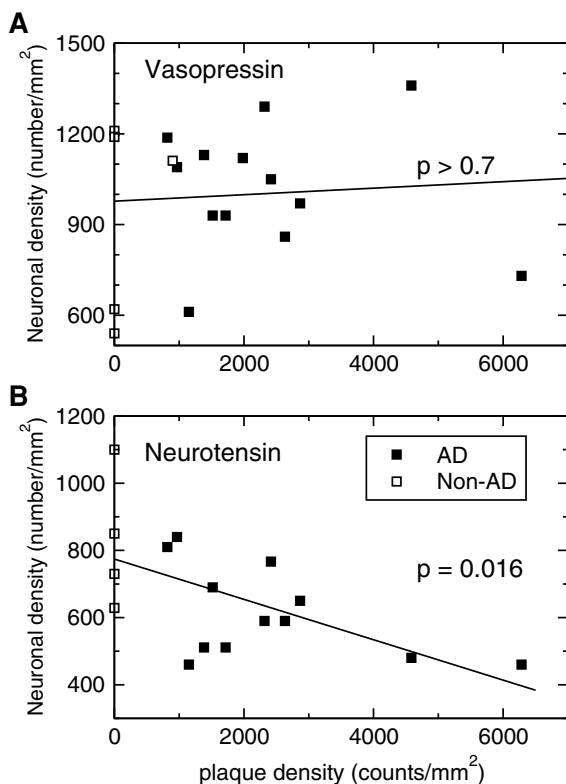 A
Vasopressin
p > 0.7
Neuronal density (number/mm²)
1500
1200
900
600
0
2000
4000
6000
B
Neurotensin
AD
Non-AD
p = 0.016
Neuronal density (number/mm²)
1200
1000
800
600
400
0
2000
4000
6000
plaque density (counts/mm²)